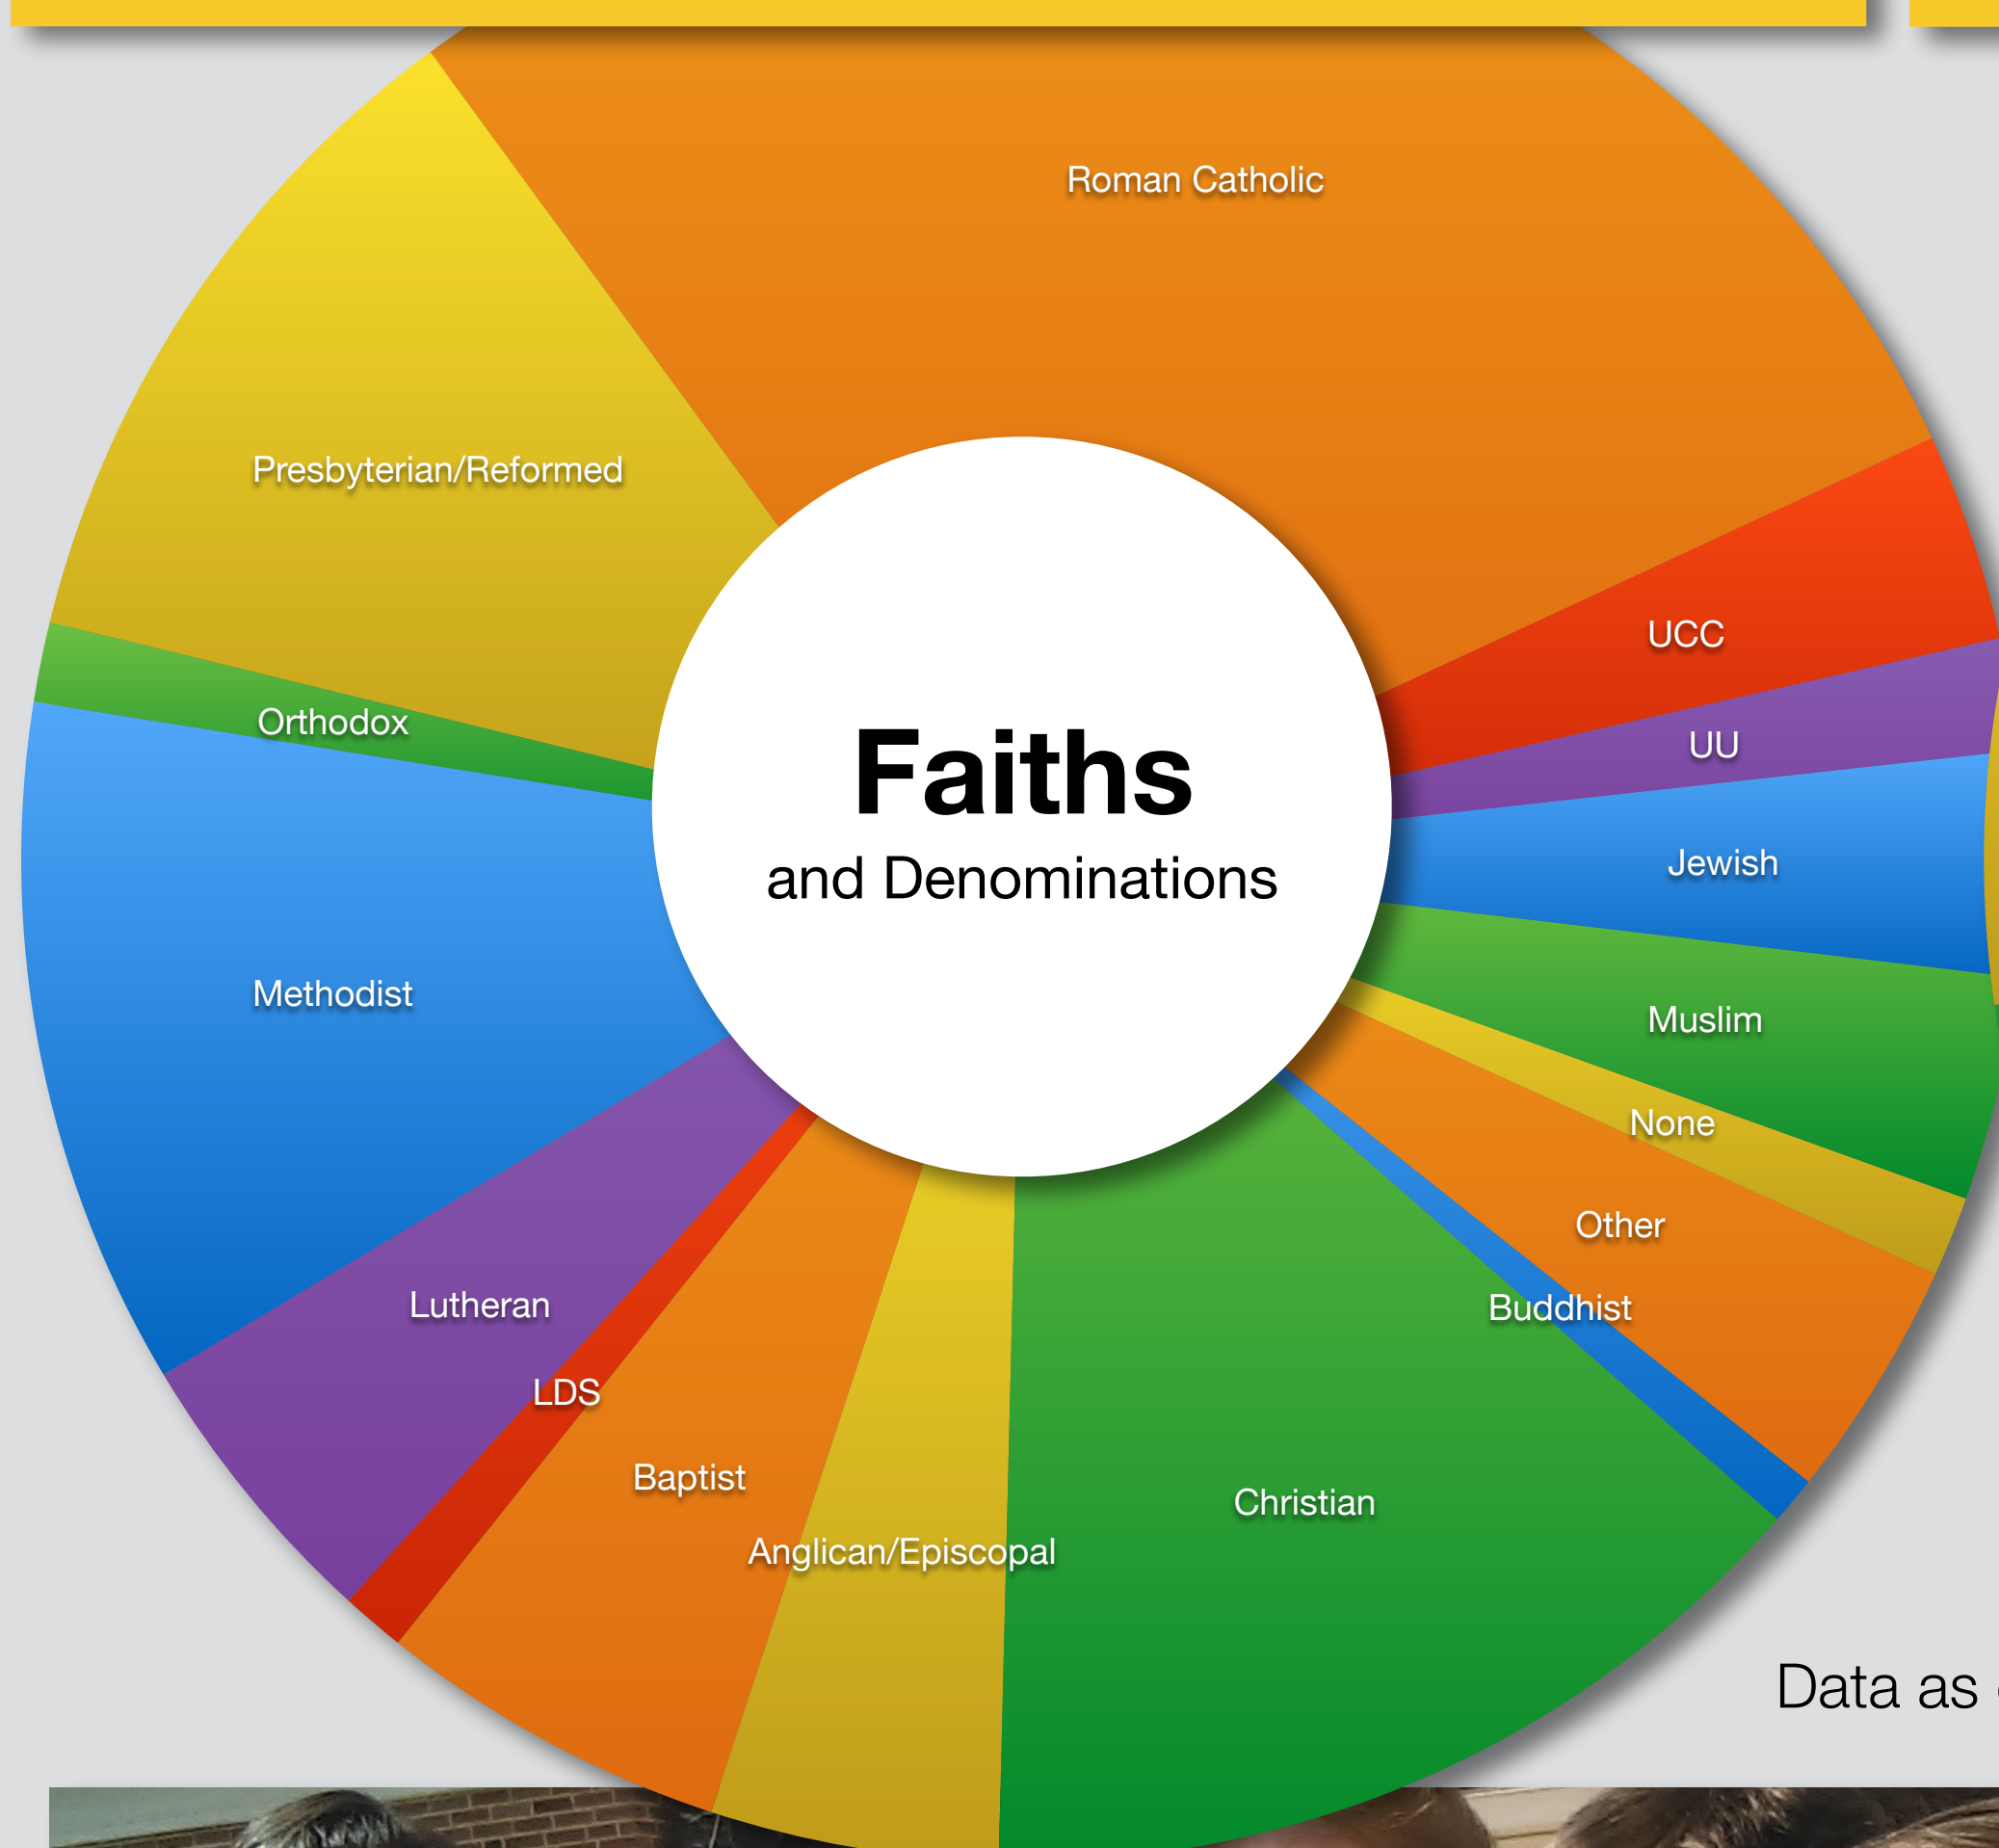 Roman Catholic
Presbyterian/Reformed
UCC
Orthodox
UU
Faiths
and Denominations
Jewish
Methodist
Muslim
None
Other
Lutheran
Buddhist
LDS
Baptist
Christian
Anglican/Episcopal
Data as